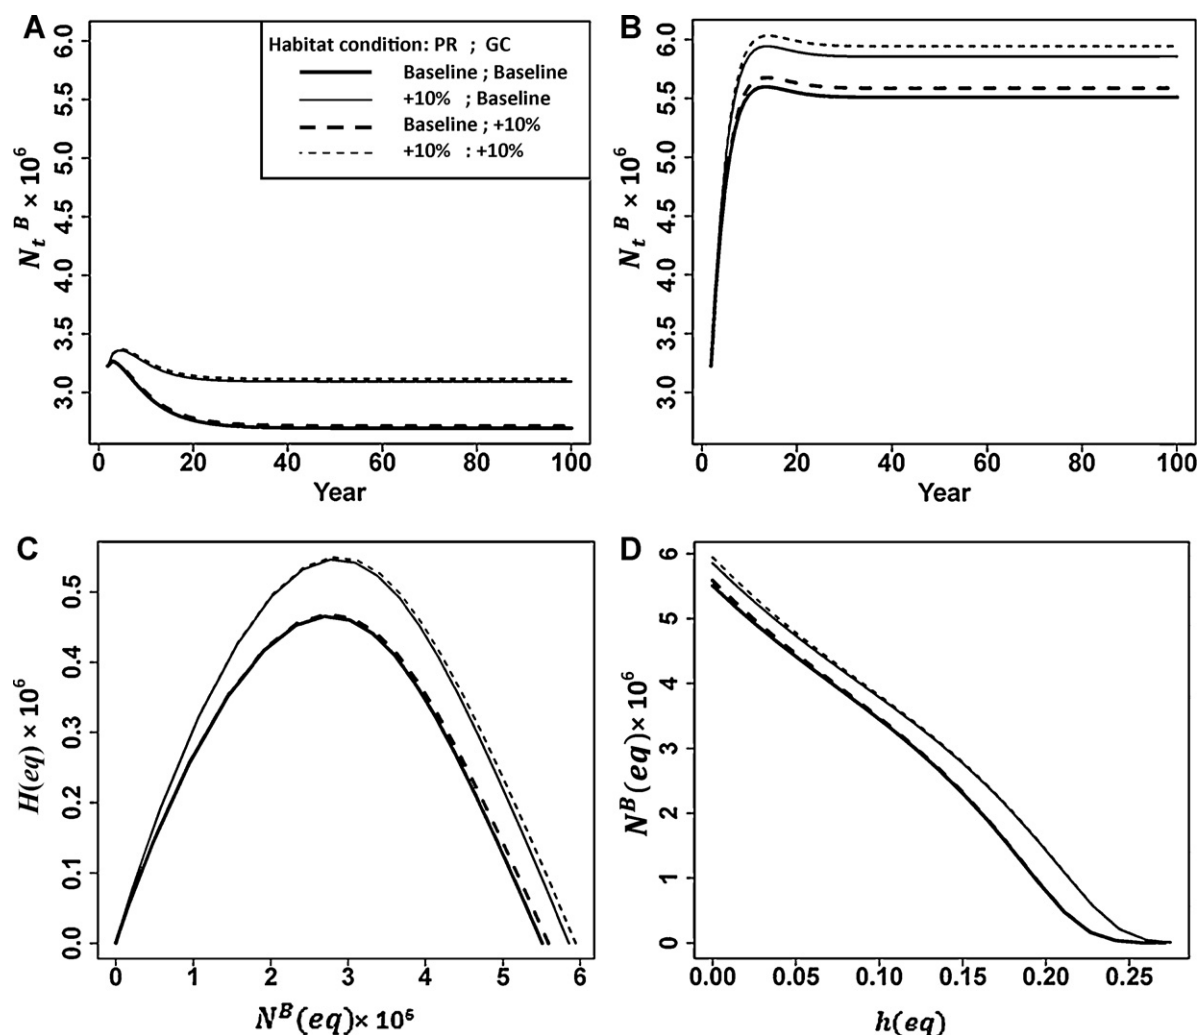 A
Habitat condition: PR ; GC
Baseline ; Baseline
+10% ; Baseline
Baseline ; +10%
+10% : +10%
6.0
5.5
5.0
4.5
4.0
3.5
3.0
N_t^B × 10^6
0 20 40 60 80 100
Year
B
6.0
5.5
5.0
4.5
4.0
3.5
3.0
N_t^B × 10^6
0 20 40 60 80 100
Year
C
0.5
0.4
0.3
0.2
0.1
0.0
H(eq) × 10^6
0 1 2 3 4 5 6
N^B(eq) × 10^6
D
6
5
4
3
2
1
0
N^B(eq) × 10^6
0.00 0.05 0.10 0.15 0.20 0.25
h(eq)